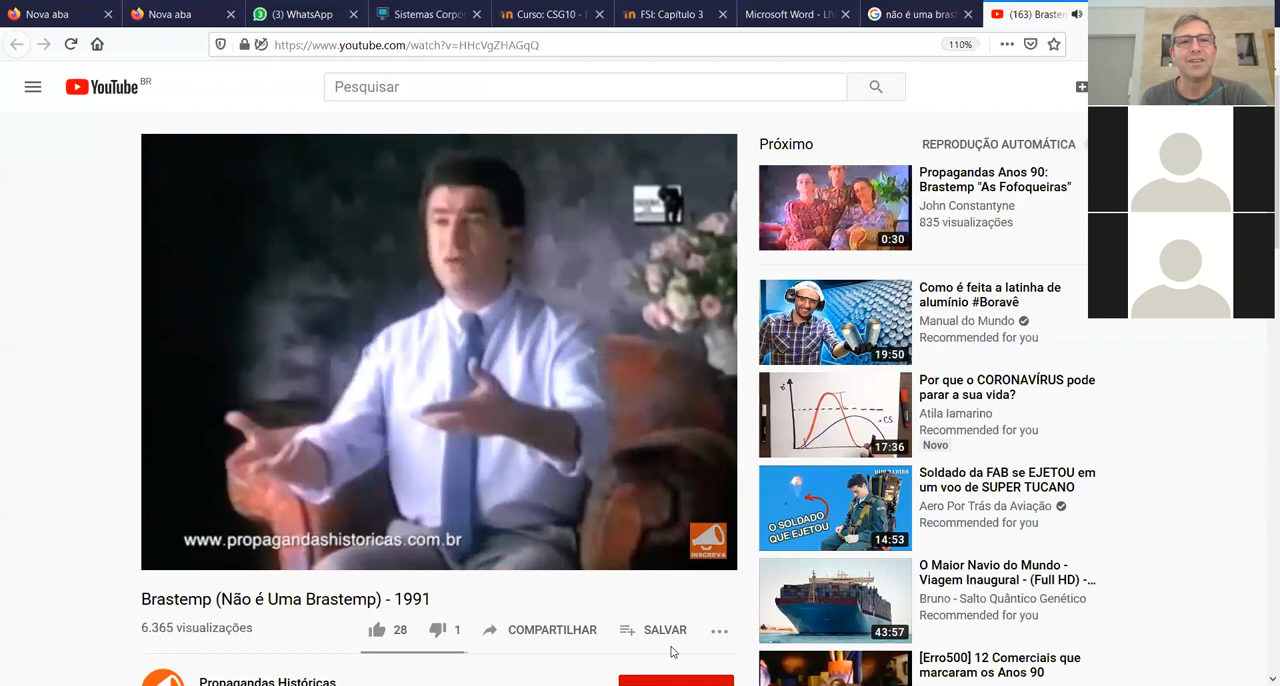 Nova aba
Nova aba
(3) WhatsApp
Sistemas Corpo
Curso: CSG10 -
FSI: Capítulo 3
Microsoft Word - LIV
não é uma bras
(163) Braste
https://www.youtube.com/watch?v=HHcVgZHAGqQ
110%
YouTube BR
Pesquisar
www.propagandashistoricas.com.br
INSCREVA
Brastemp (Não é Uma Brastemp) - 1991
6.365 visualizações
28
1
COMPARTILHAR
SALVAR
Propagandas Históricas
Próximo
REPRODUÇÃO AUTOMÁTICA
0:30
Propagandas Anos 90:
Brastemp "As Fofoqueiras"
John Constantyne
835 visualizações
19:50
Como é feita a latinha de
alumínio #Boravê
Manual do Mundo
Recommended for you
CS
17:36
Por que o CORONAVÍRUS pode
parar a sua vida?
Atila Iamarino
Recommended for you
Novo
O SOLDADO
QUE EJETOU
14:53
Soldado da FAB se EJETOU em
um voo de SUPER TUCANO
Aero Por Trás da Aviação
Recommended for you
43:57
O Maior Navio do Mundo -
Viagem Inaugural - (Full HD) -...
Bruno - Salto Quântico Genético
Recommended for you
[Erro500] 12 Comerciais que
marcaram os Anos 90